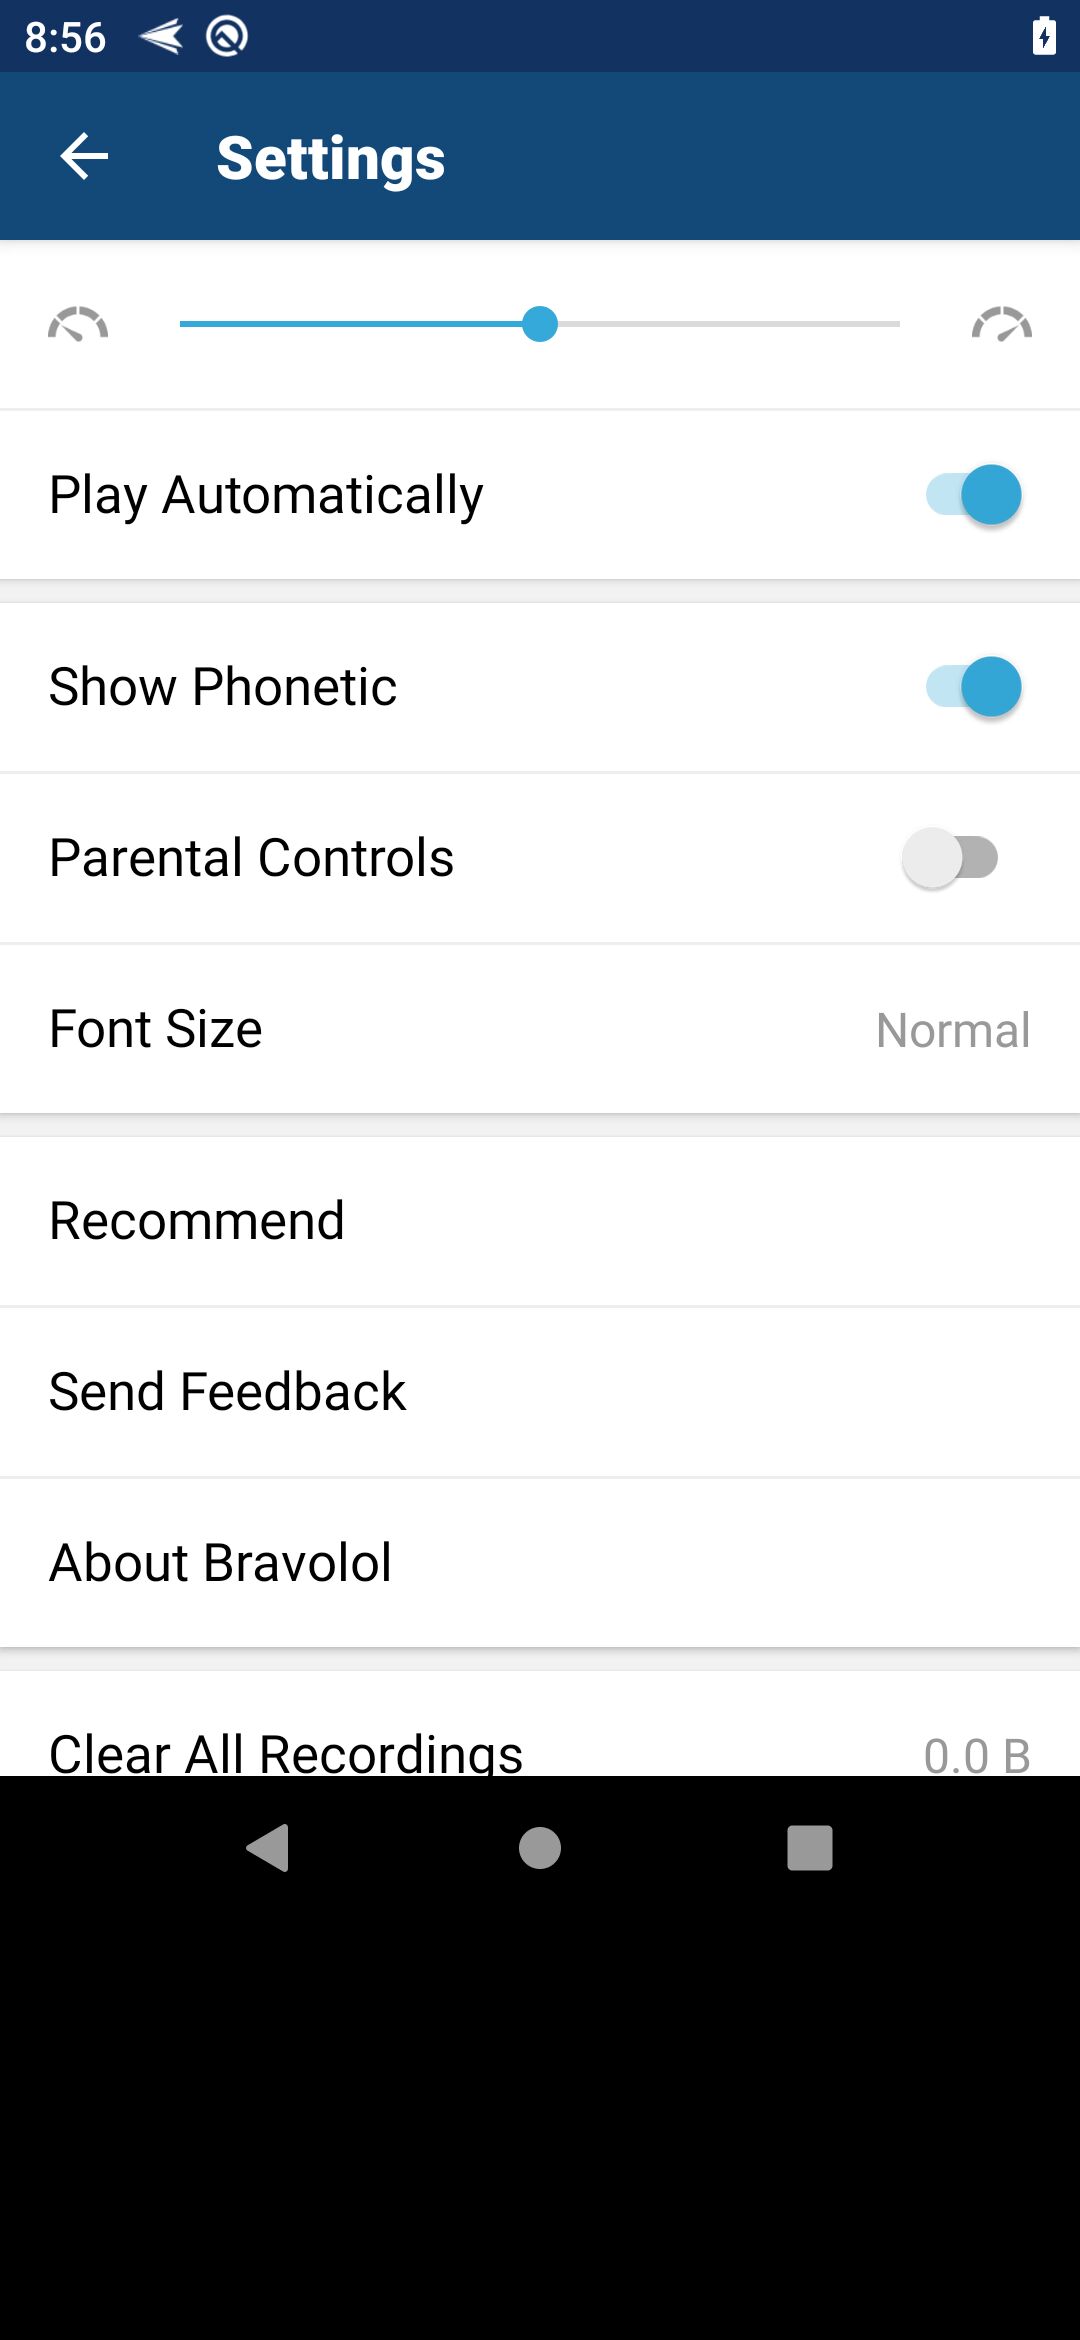 8:56
Settings
Play Automatically
Show Phonetic
Parental Controls
Font Size Normal
Recommend
Send Feedback
About Bravolol
Clear All Recordings 0.0 B